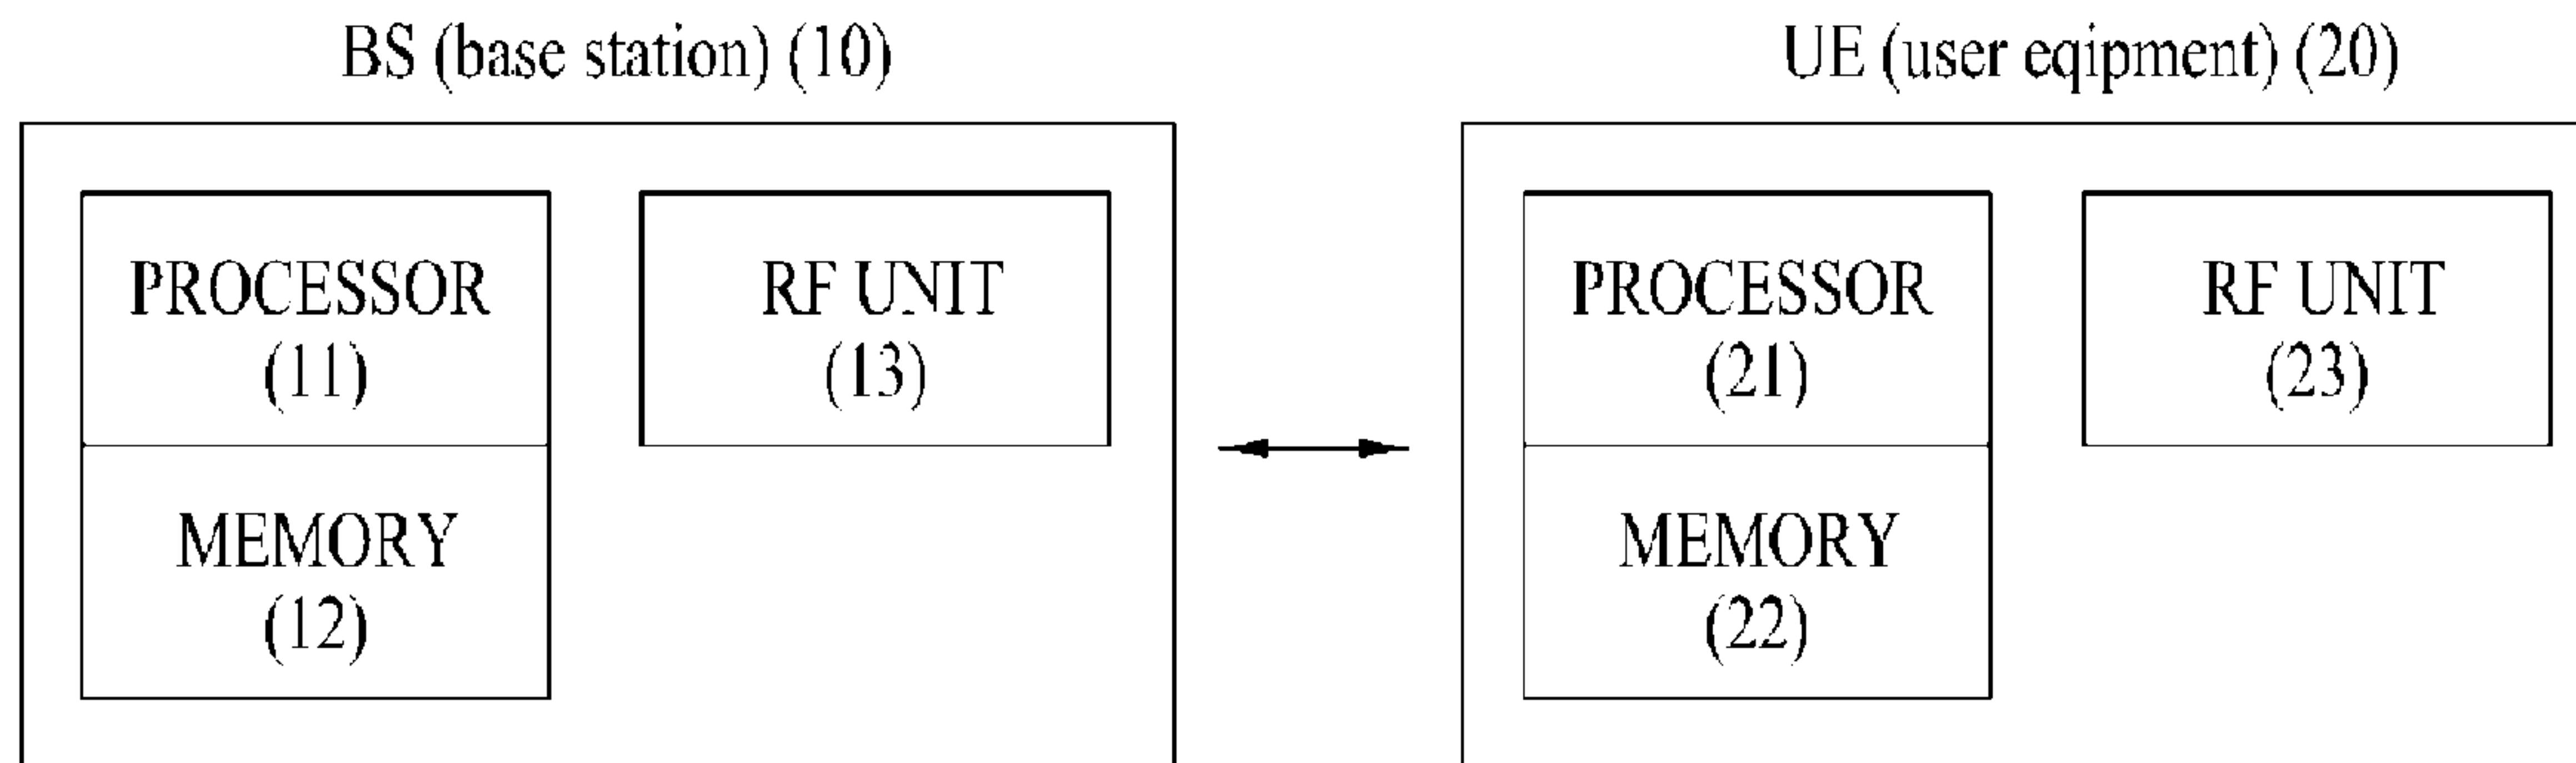 BS (base station) (10)
PROCESSOR
(11)
RF UNIT
(13)
MEMORY
(12)
UE (user eqipment) (20)
PROCESSOR
(21)
RF UNIT
(23)
MEMORY
(22)